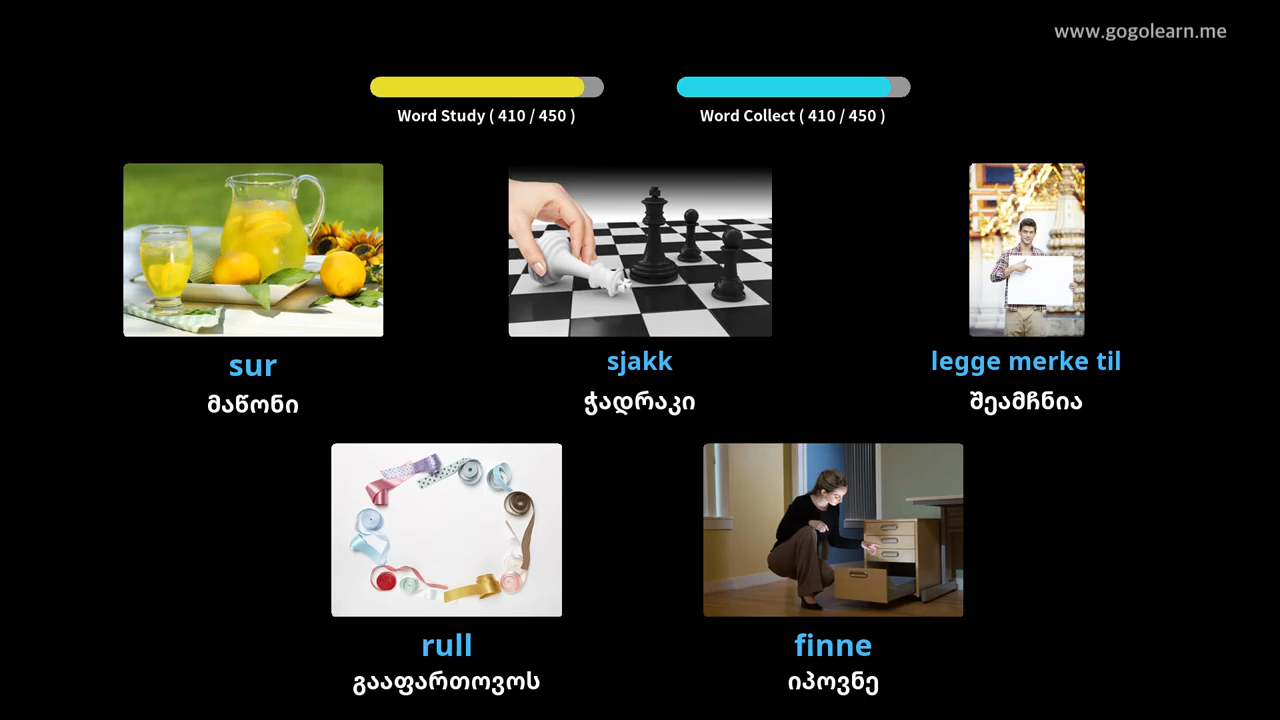 www.gogolearn.me
Word Study ( 410 / 450 )
Word Collect ( 410 / 450 )
sur
მაწონი
sjakk
ჭადრაკი
legge merke til
შეამჩნია
rull
გააფართოვოს
finne
იპოვნე